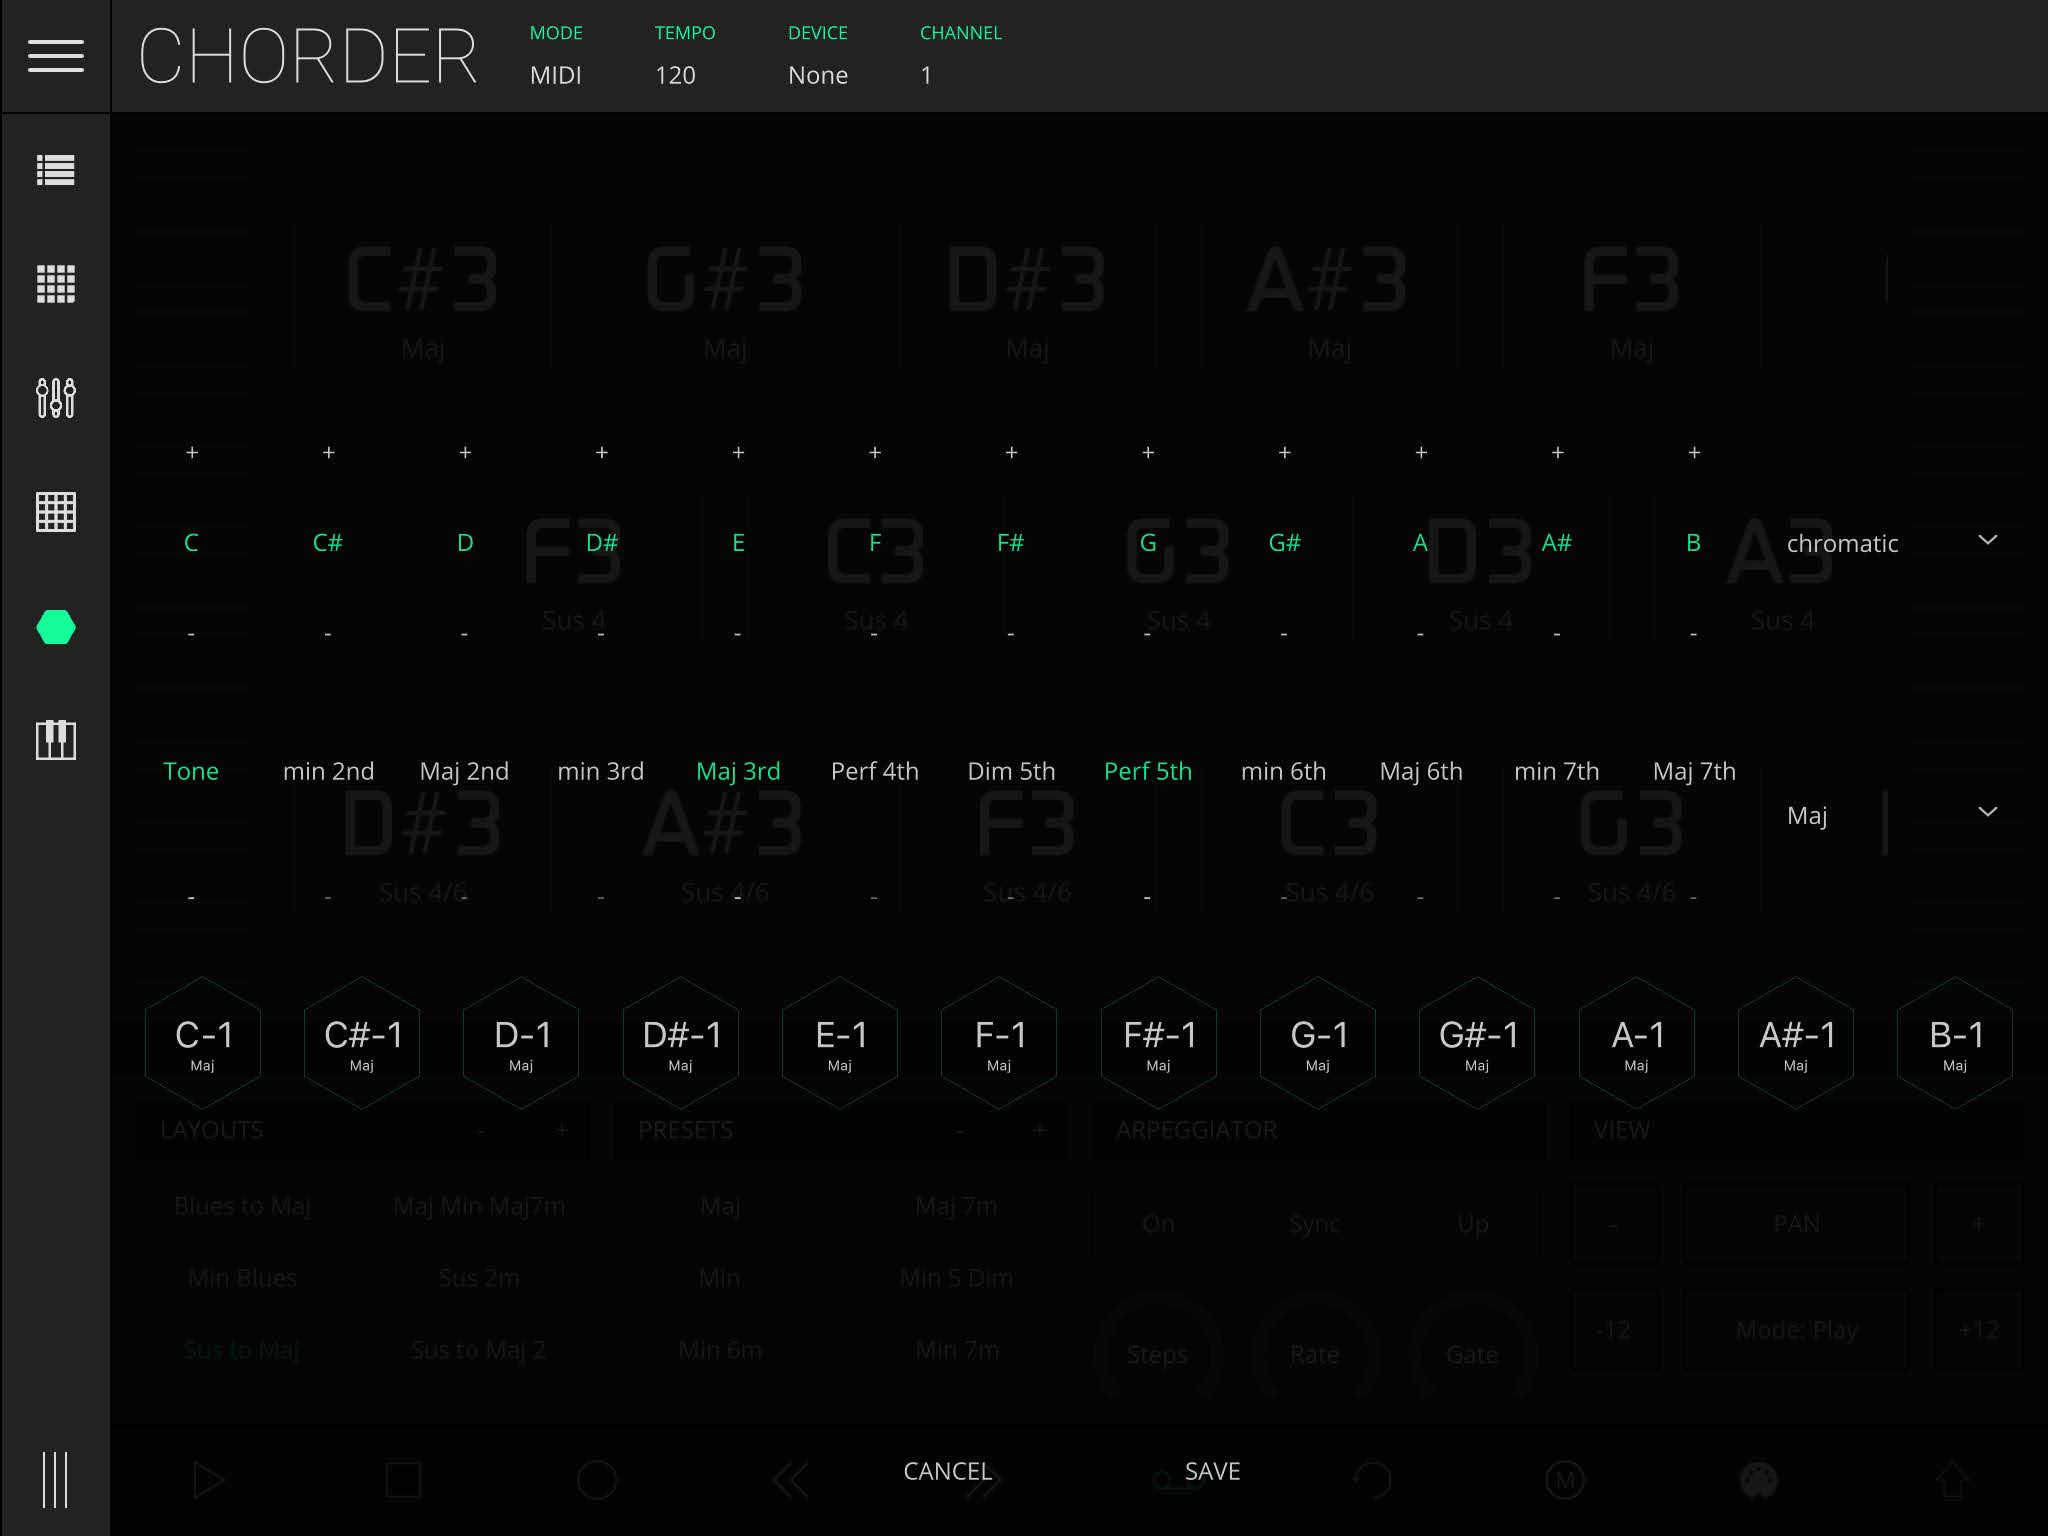 CHORDER
MODE TEMPO DEVICE CHANNEL
MIDI 120 None 1
C#3 G#3 D#3 A#3 F3
Maj Maj Maj Maj Maj
+ + + + + + + + + + + +
C C# D D# E F F# G G# A A# B chromatic
F3 C3 G3 D3 A3
Sus 4 Sus 4 Sus 4 Sus 4 Sus 4
- - - - - - - - - - - -
Tone min 2nd Maj 2nd min 3rd Maj 3rd Perf 4th Dim 5th Perf 5th min 6th Maj 6th min 7th Maj 7th
Maj
D#3 A#3 F3 C3 G3
Sus 4/6 Sus 4/6 Sus 4/6 Sus 4/6 Sus 4/6
- - - - - - - - - - - -
C-1 C#-1 D-1 D#-1 E-1 F-1 F#-1 G-1 G#-1 A-1 A#-1 B-1
Maj Maj Maj Maj Maj Maj Maj Maj Maj Maj Maj Maj
LAYOUTS - + PRESETS - + ARPEGGIATOR VIEW
Blues to Maj Maj Min Maj7m Maj Maj 7m On Sync Up - PAN +
Min Blues Sus 2m Min Min 5 Dim
Sus to Maj Sus to Maj 2 Min 6m Min 7m Steps Rate Gate -12 Mode: Play +12
CANCEL SAVE
M